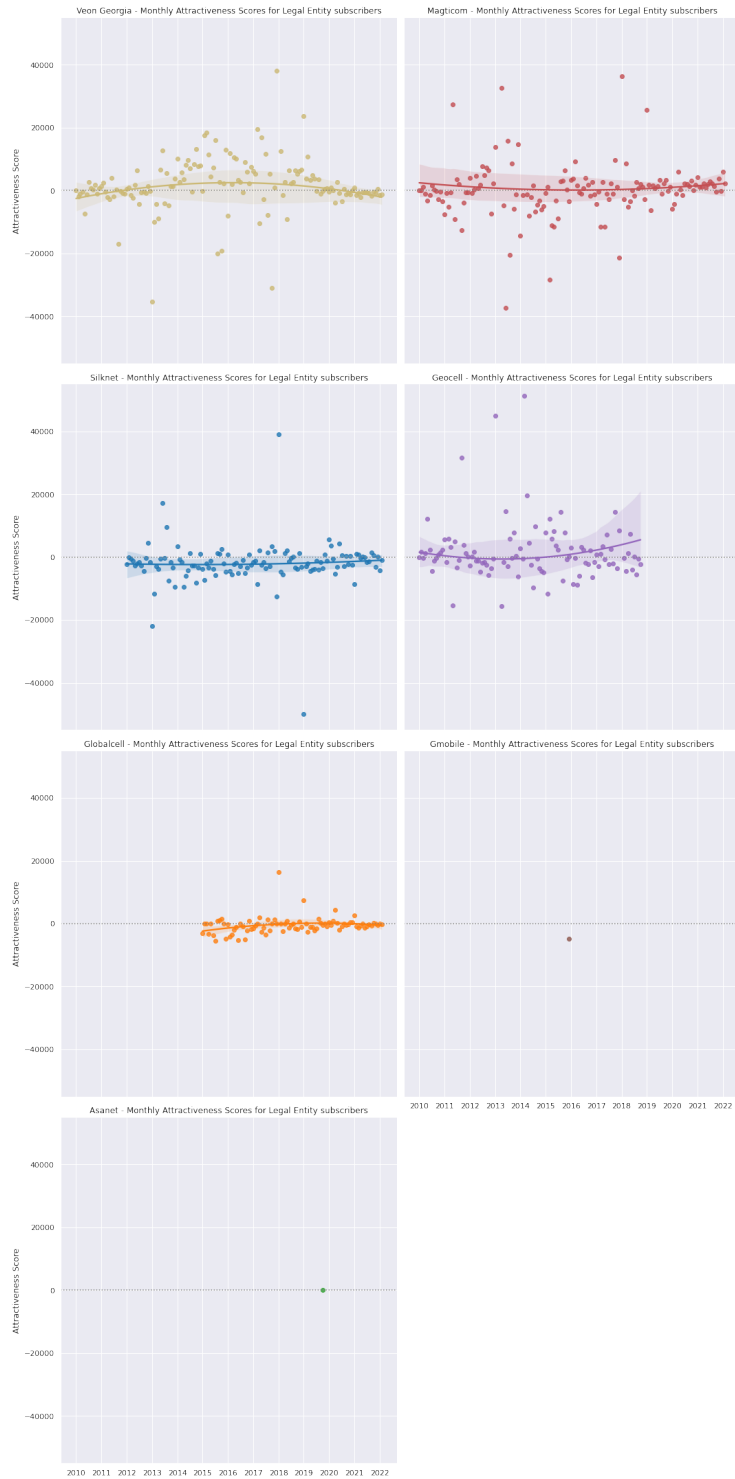 Veon Georgia - Monthly Attractiveness Scores for Legal Entity subscribers
Magticom - Monthly Attractiveness Scores for Legal Entity subscribers
40000
20000
0
−20000
−40000
Attractiveness Score
Silknet - Monthly Attractiveness Scores for Legal Entity subscribers
Geocell - Monthly Attractiveness Scores for Legal Entity subscribers
40000
20000
0
−20000
−40000
Attractiveness Score
Globalcell - Monthly Attractiveness Scores for Legal Entity subscribers
Gmobile - Monthly Attractiveness Scores for Legal Entity subscribers
40000
20000
0
−20000
−40000
Attractiveness Score
2010 2011 2012 2013 2014 2015 2016 2017 2018 2019 2020 2021 2022
Asanet - Monthly Attractiveness Scores for Legal Entity subscribers
40000
20000
0
−20000
−40000
Attractiveness Score
2010 2011 2012 2013 2014 2015 2016 2017 2018 2019 2020 2021 2022